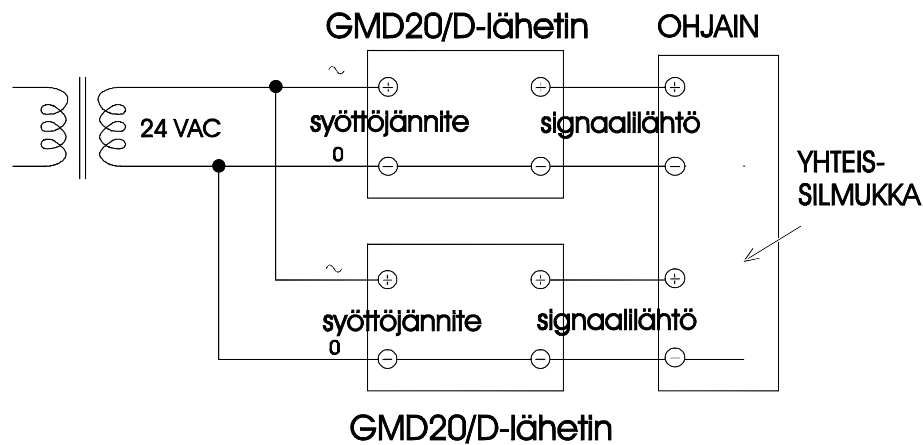 GMD20/D-lähetin
OHJAIN
~
24 VAC
syöttöjännite
signaalilähtö
0
YHTEIS-
SILMUKKA
~
syöttöjännite
signaalilähtö
0
GMD20/D-lähetin